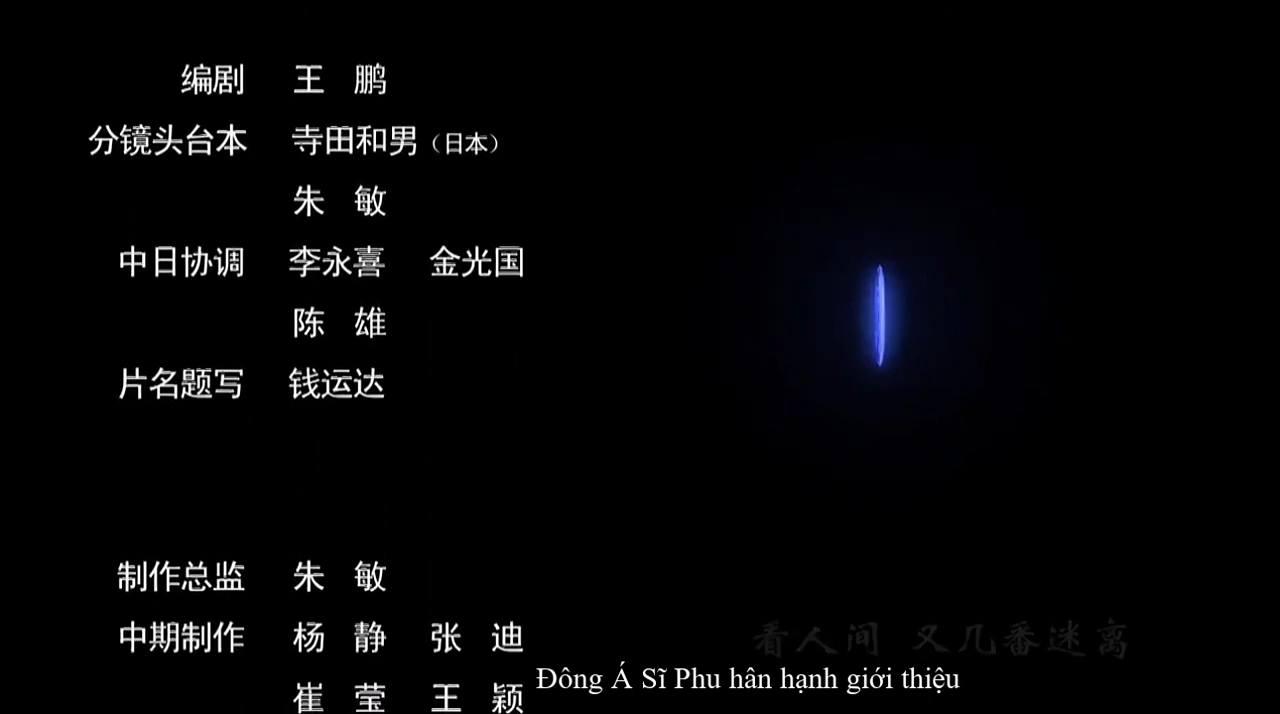 编剧 王 鹏
分镜头台本 寺田和男（日本）
朱 敏
中日协调 李永喜 金光国
陈 雄
片名题写 钱运达
制作总监 朱 敏
中期制作 杨 静 张 迪
看人间 又几番迷离
Đông Á Sĩ Phu hân hạnh giới thiệu
崔 莹 王 颖